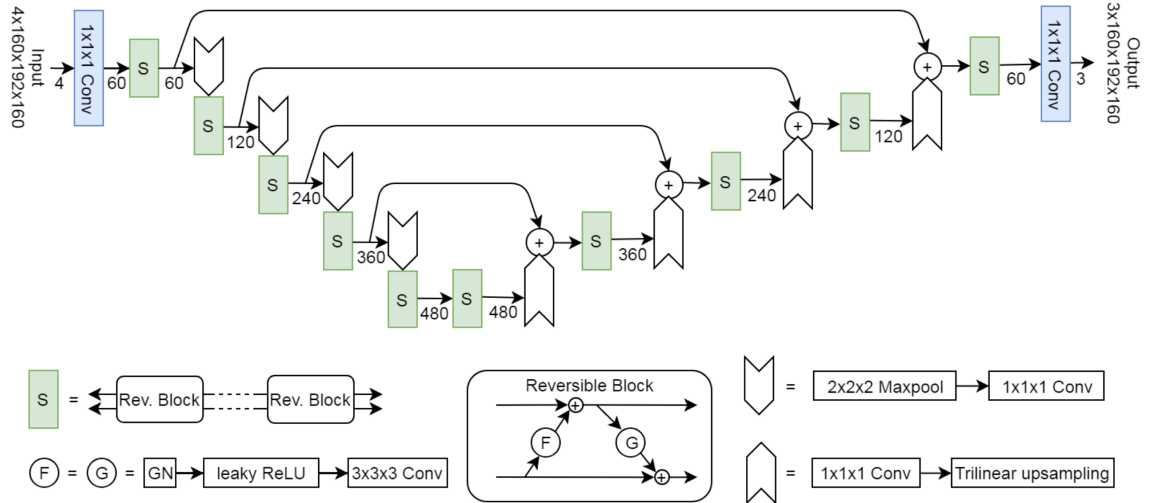 4x160x192x160
Input
4
1x1x1 Conv
60
S
60
S
120
S
240
S
360
S
480
S
480
+
S
360
+
S
240
+
S
120
+
S
60
1x1x1 Conv
3
Output
3x160x192x160
S = Rev. Block Rev. Block
F = G = GN leaky ReLU 3x3x3 Conv
Reversible Block
+
F
G
+
= 2x2x2 Maxpool 1x1x1 Conv
= 1x1x1 Conv Trilinear upsampling